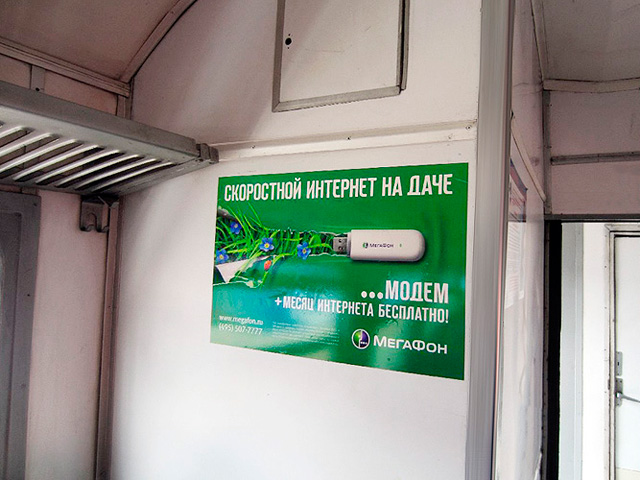 СКОРОСТНОЙ ИНТЕРНЕТ НА ДАЧЕ
МЕГАФОН
...МОДЕМ
+ МЕСЯЦ ИНТЕРНЕТА БЕСПЛАТНО!
www.megafon.ru
(495) 507-7777
МЕГАФОН